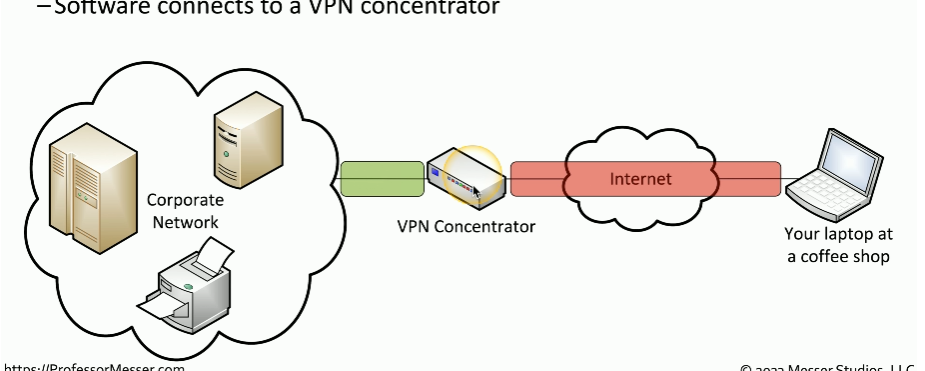 –Software connects to a VPN concentrator
Corporate
Network
VPN Concentrator
Internet
Your laptop at
a coffee shop
https://ProfessorMesser.com
© 2023 Messer Studios, LLC